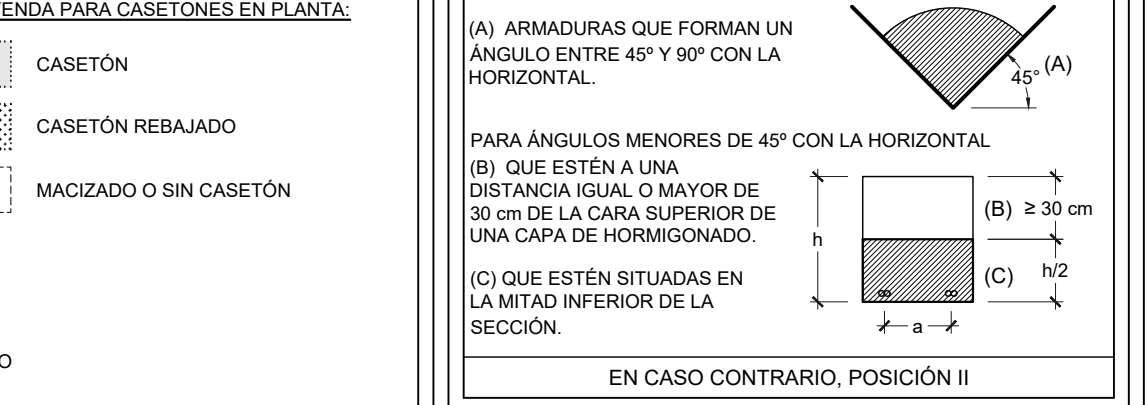 ENDA PARA CASETONES EN PLANTA:
CASETÓN
CASETÓN REBAJADO
MACIZADO O SIN CASETÓN
O
(A) ARMADURAS QUE FORMAN UN
ÁNGULO ENTRE 45º Y 90º CON LA
HORIZONTAL.
45°
(A)
PARA ÁNGULOS MENORES DE 45º CON LA HORIZONTAL
(B) QUE ESTÉN A UNA
DISTANCIA IGUAL O MAYOR DE
30 cm DE LA CARA SUPERIOR DE
UNA CAPA DE HORMIGONADO.
(C) QUE ESTÉN SITUADAS EN
LA MITAD INFERIOR DE LA
SECCIÓN.
h
(B) ≥ 30 cm
(C) h/2
a
EN CASO CONTRARIO, POSICIÓN II